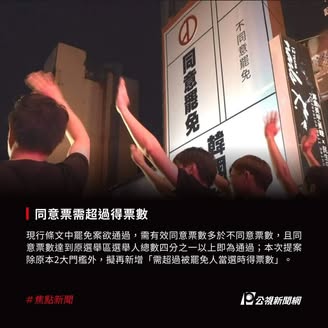 不同意罷免
同意罷免
韓
同意票需超過得票數
現行條文中罷免案欲通過，需有效同意票數多於不同意票數，且同
意票數達到原選舉區選舉人總數四分之一以上即為通過；本次提案
除原本2大門檻外，擬再新增「需超過被罷免人當選時得票數」。
#焦點新聞
公視新聞網